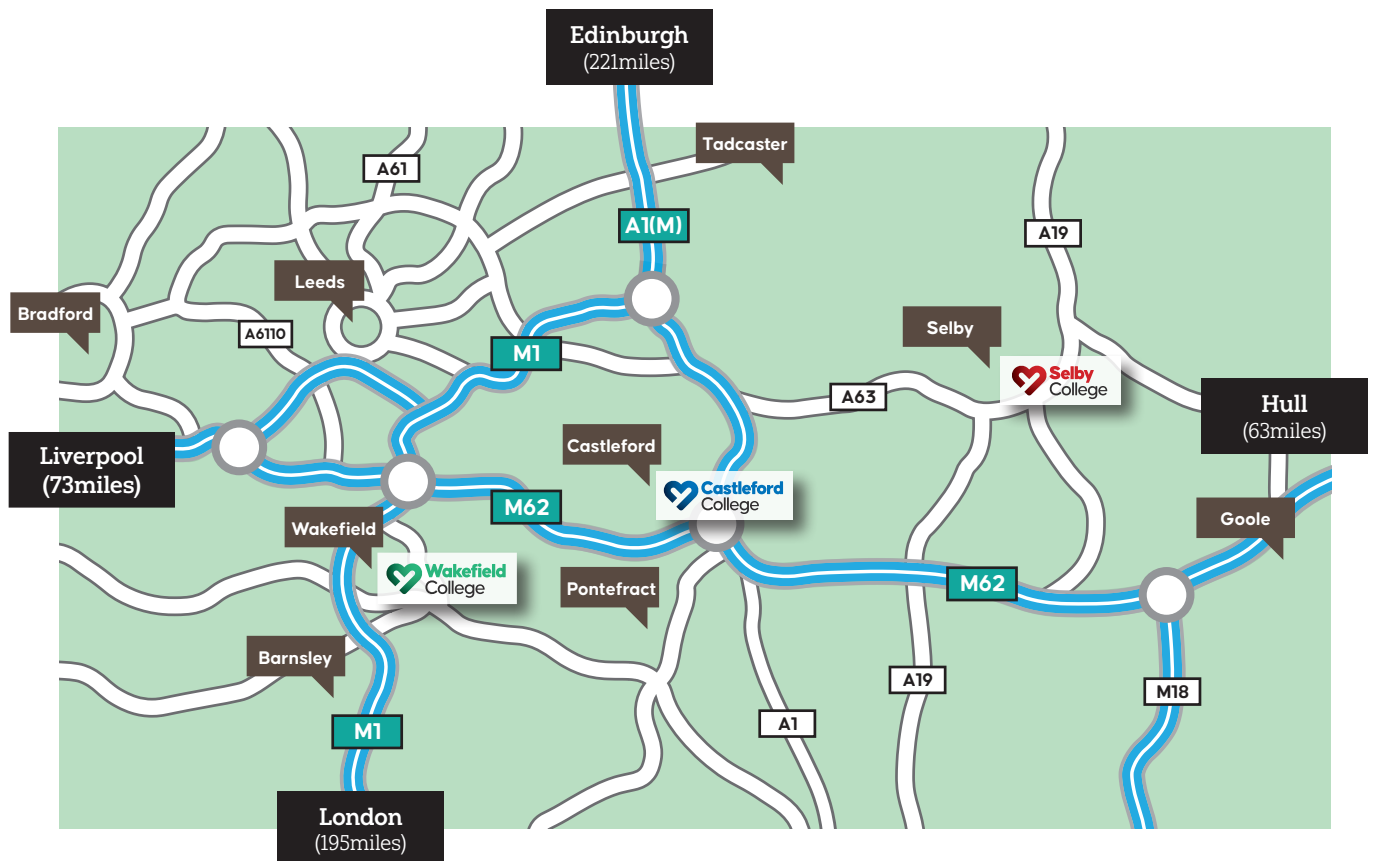 Edinburgh
(221miles)
Tadcaster
A61
A1(M)
A19
Leeds
Bradford
A6110
Selby
M1
Selby
College
A63
Hull
(63miles)
Castleford
Liverpool
(73miles)
Castleford
College
M62
Wakefield
Goole
Wakefield
College
Pontefract
M62
Barnsley
A19
M18
A1
M1
London
(195miles)